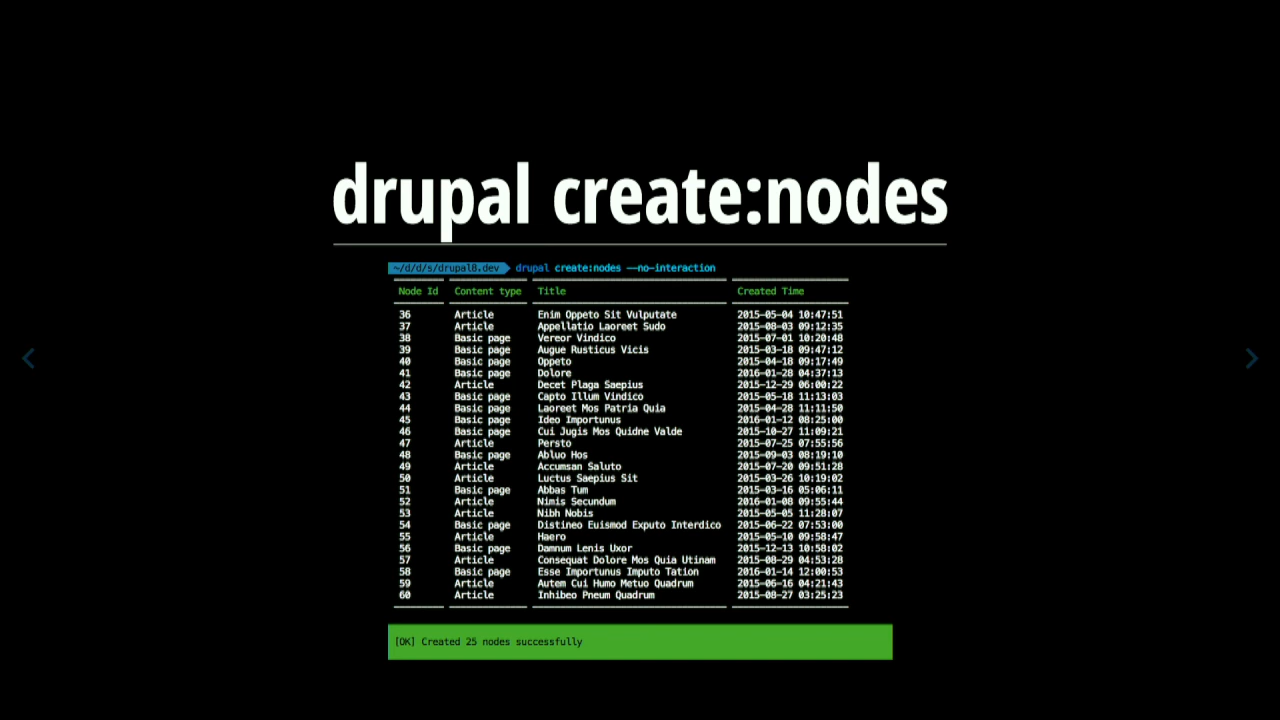 drupal create:nodes
~/d/d/s/drupal8.dev drupal create:nodes --no-interaction
Node Id Content type Title Created Time
36 Article Enim Oppeto Sit Vulputate 2015-05-04 10:47:51
37 Article Appellatio Laoreet Sudo 2015-08-03 09:12:35
38 Basic page Vereor Vindico 2015-07-01 10:20:48
39 Basic page Augue Rusticus Vicis 2015-03-18 09:47:12
40 Basic page Oppeto 2015-04-18 09:17:49
41 Basic page Dolore 2016-01-28 04:37:13
42 Article Decet Plaga Saepius 2015-12-29 06:00:22
43 Basic page Capto Illum Vindico 2015-05-18 11:13:03
44 Basic page Laoreet Mos Patria Quia 2015-04-28 11:11:50
45 Basic page Ideo Importunus 2016-01-12 08:25:00
46 Basic page Cui Jugis Mos Quidne Valde 2015-10-27 11:09:21
47 Article Persto 2015-07-25 07:55:56
48 Basic page Abluo Hos 2015-09-03 08:19:10
49 Article Accumsan Saluto 2015-07-20 09:51:28
50 Article Luctus Saepius Sit 2015-03-26 10:19:02
51 Basic page Abbas Tum 2015-03-16 05:06:11
52 Article Nimis Secundum 2016-01-08 09:55:44
53 Article Nibh Nobis 2015-05-05 11:28:07
54 Basic page Distineo Euismod Exputo Interdico 2015-06-22 07:53:00
55 Article Haero 2015-05-10 09:58:47
56 Basic page Damnum Lenis Uxor 2015-12-13 10:58:02
57 Article Consequat Dolore Mos Quia Utinam 2015-08-29 04:53:28
58 Basic page Esse Importunus Imputo Tation 2016-01-14 12:00:53
59 Article Autem Cui Humo Metuo Quadrum 2015-06-16 04:21:43
60 Article Inhibeo Pneum Quadrum 2015-08-27 03:25:23
[OK] Created 25 nodes successfully